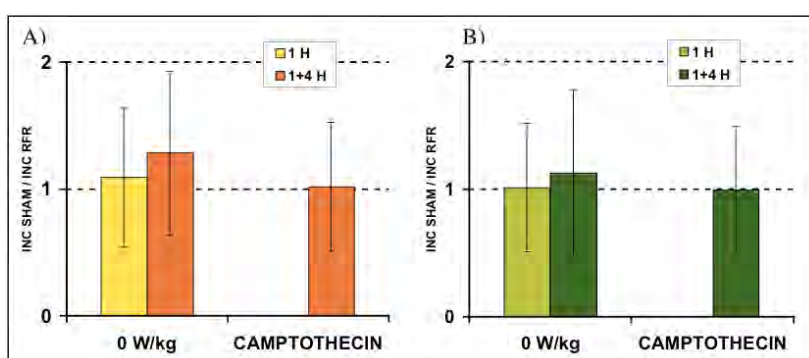 A)
2
1
0
INC SHAM / INC RFR
1 H
1+4 H
0 W/kg
CAMPTOTHECIN
B)
2
1
0
INC SHAM / INC RFR
1 H
1+4 H
0 W/kg
CAMPTOTHECIN